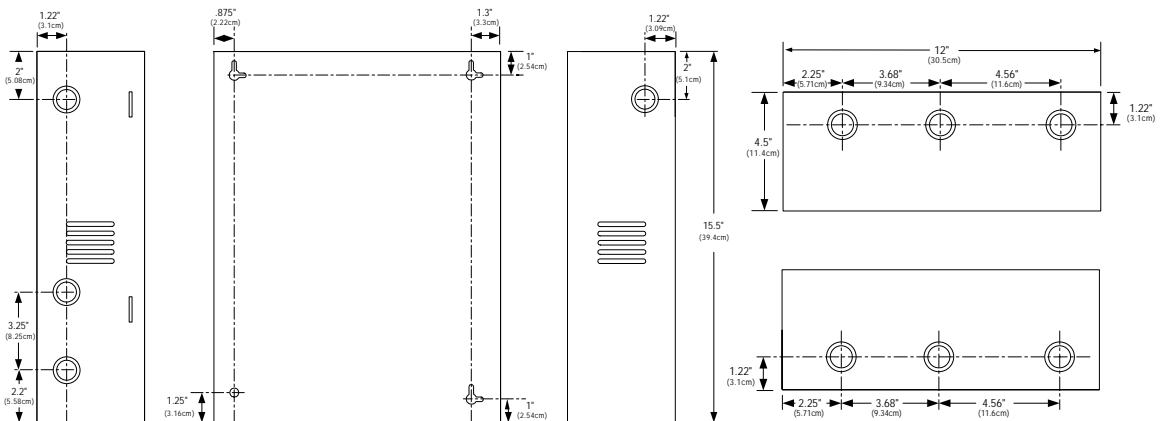 1.22"
(3.1cm)
2"
(5.08cm)
3.25"
(8.25cm)
2.2"
(5.58cm)
.875"
(2.22cm)
1.3"
(3.3cm)
1"
(2.54cm)
1.25"
(3.16cm)
1"
(2.54cm)
1.22"
(3.09cm)
2"
(5.1cm)
15.5"
(39.4cm)
12"
(30.5cm)
2.25"
(5.71cm)
3.68"
(9.34cm)
4.56"
(11.6cm)
1.22"
(3.1cm)
4.5"
(11.4cm)
1.22"
(3.1cm)
2.25"
(5.71cm)
3.68"
(9.34cm)
4.56"
(11.6cm)